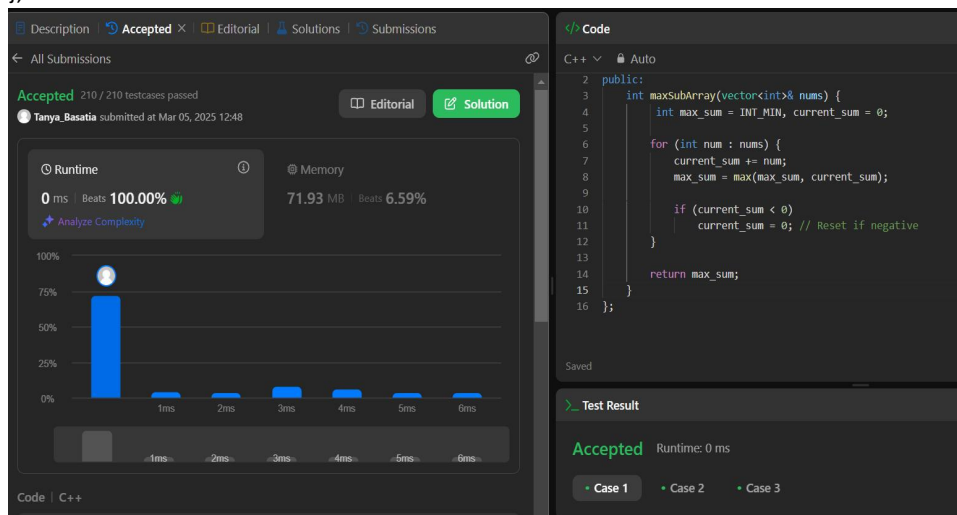 Description | Accepted × | Editorial | Solutions | Submissions
← All Submissions
Accepted 210 / 210 testcases passed
Tanya_Basatia submitted at Mar 05, 2025 12:48
Editorial
Solution
Runtime
0 ms | Beats 100.00%
Analyze Complexity
Memory
71.93 MB | Beats 6.59%
100%
75%
50%
25%
0%
1ms 2ms 3ms 4ms 5ms 6ms
1ms 2ms 3ms 4ms 5ms 6ms
Code | C++
</> Code
C++ Auto
2 public:
3 int maxSubArray(vector<int>& nums) {
4 int max_sum = INT_MIN, current_sum = 0;
5
6 for (int num : nums) {
7 current_sum += num;
8 max_sum = max(max_sum, current_sum);
9
10 if (current_sum < 0)
11 current_sum = 0; // Reset if negative
12 }
13
14 return max_sum;
15 }
16 };
Saved
>_ Test Result
Accepted Runtime: 0 ms
• Case 1 • Case 2 • Case 3